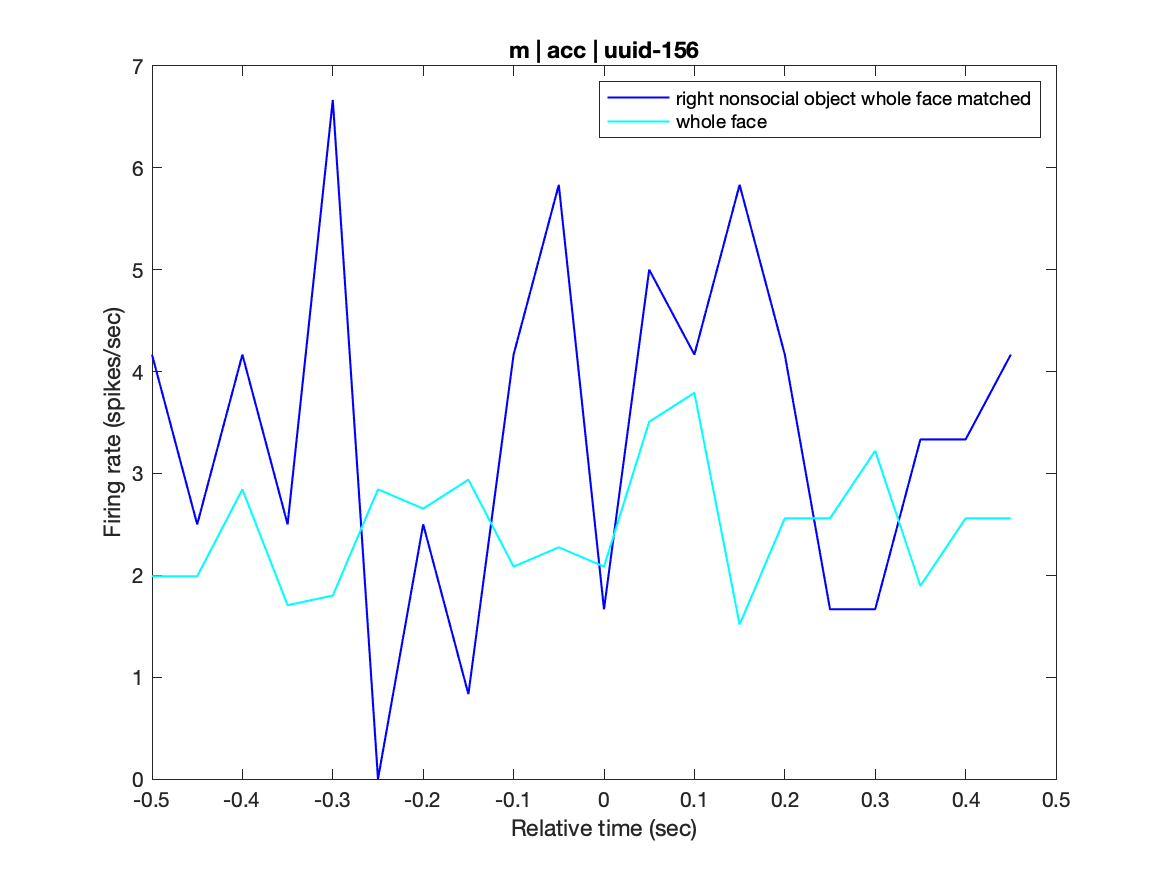 m | acc | uuid-156
right nonsocial object whole face matched
whole face
Firing rate (spikes/sec)
7
6
5
4
3
2
1
0
-0.5 -0.4 -0.3 -0.2 -0.1 0 0.1 0.2 0.3 0.4 0.5
Relative time (sec)